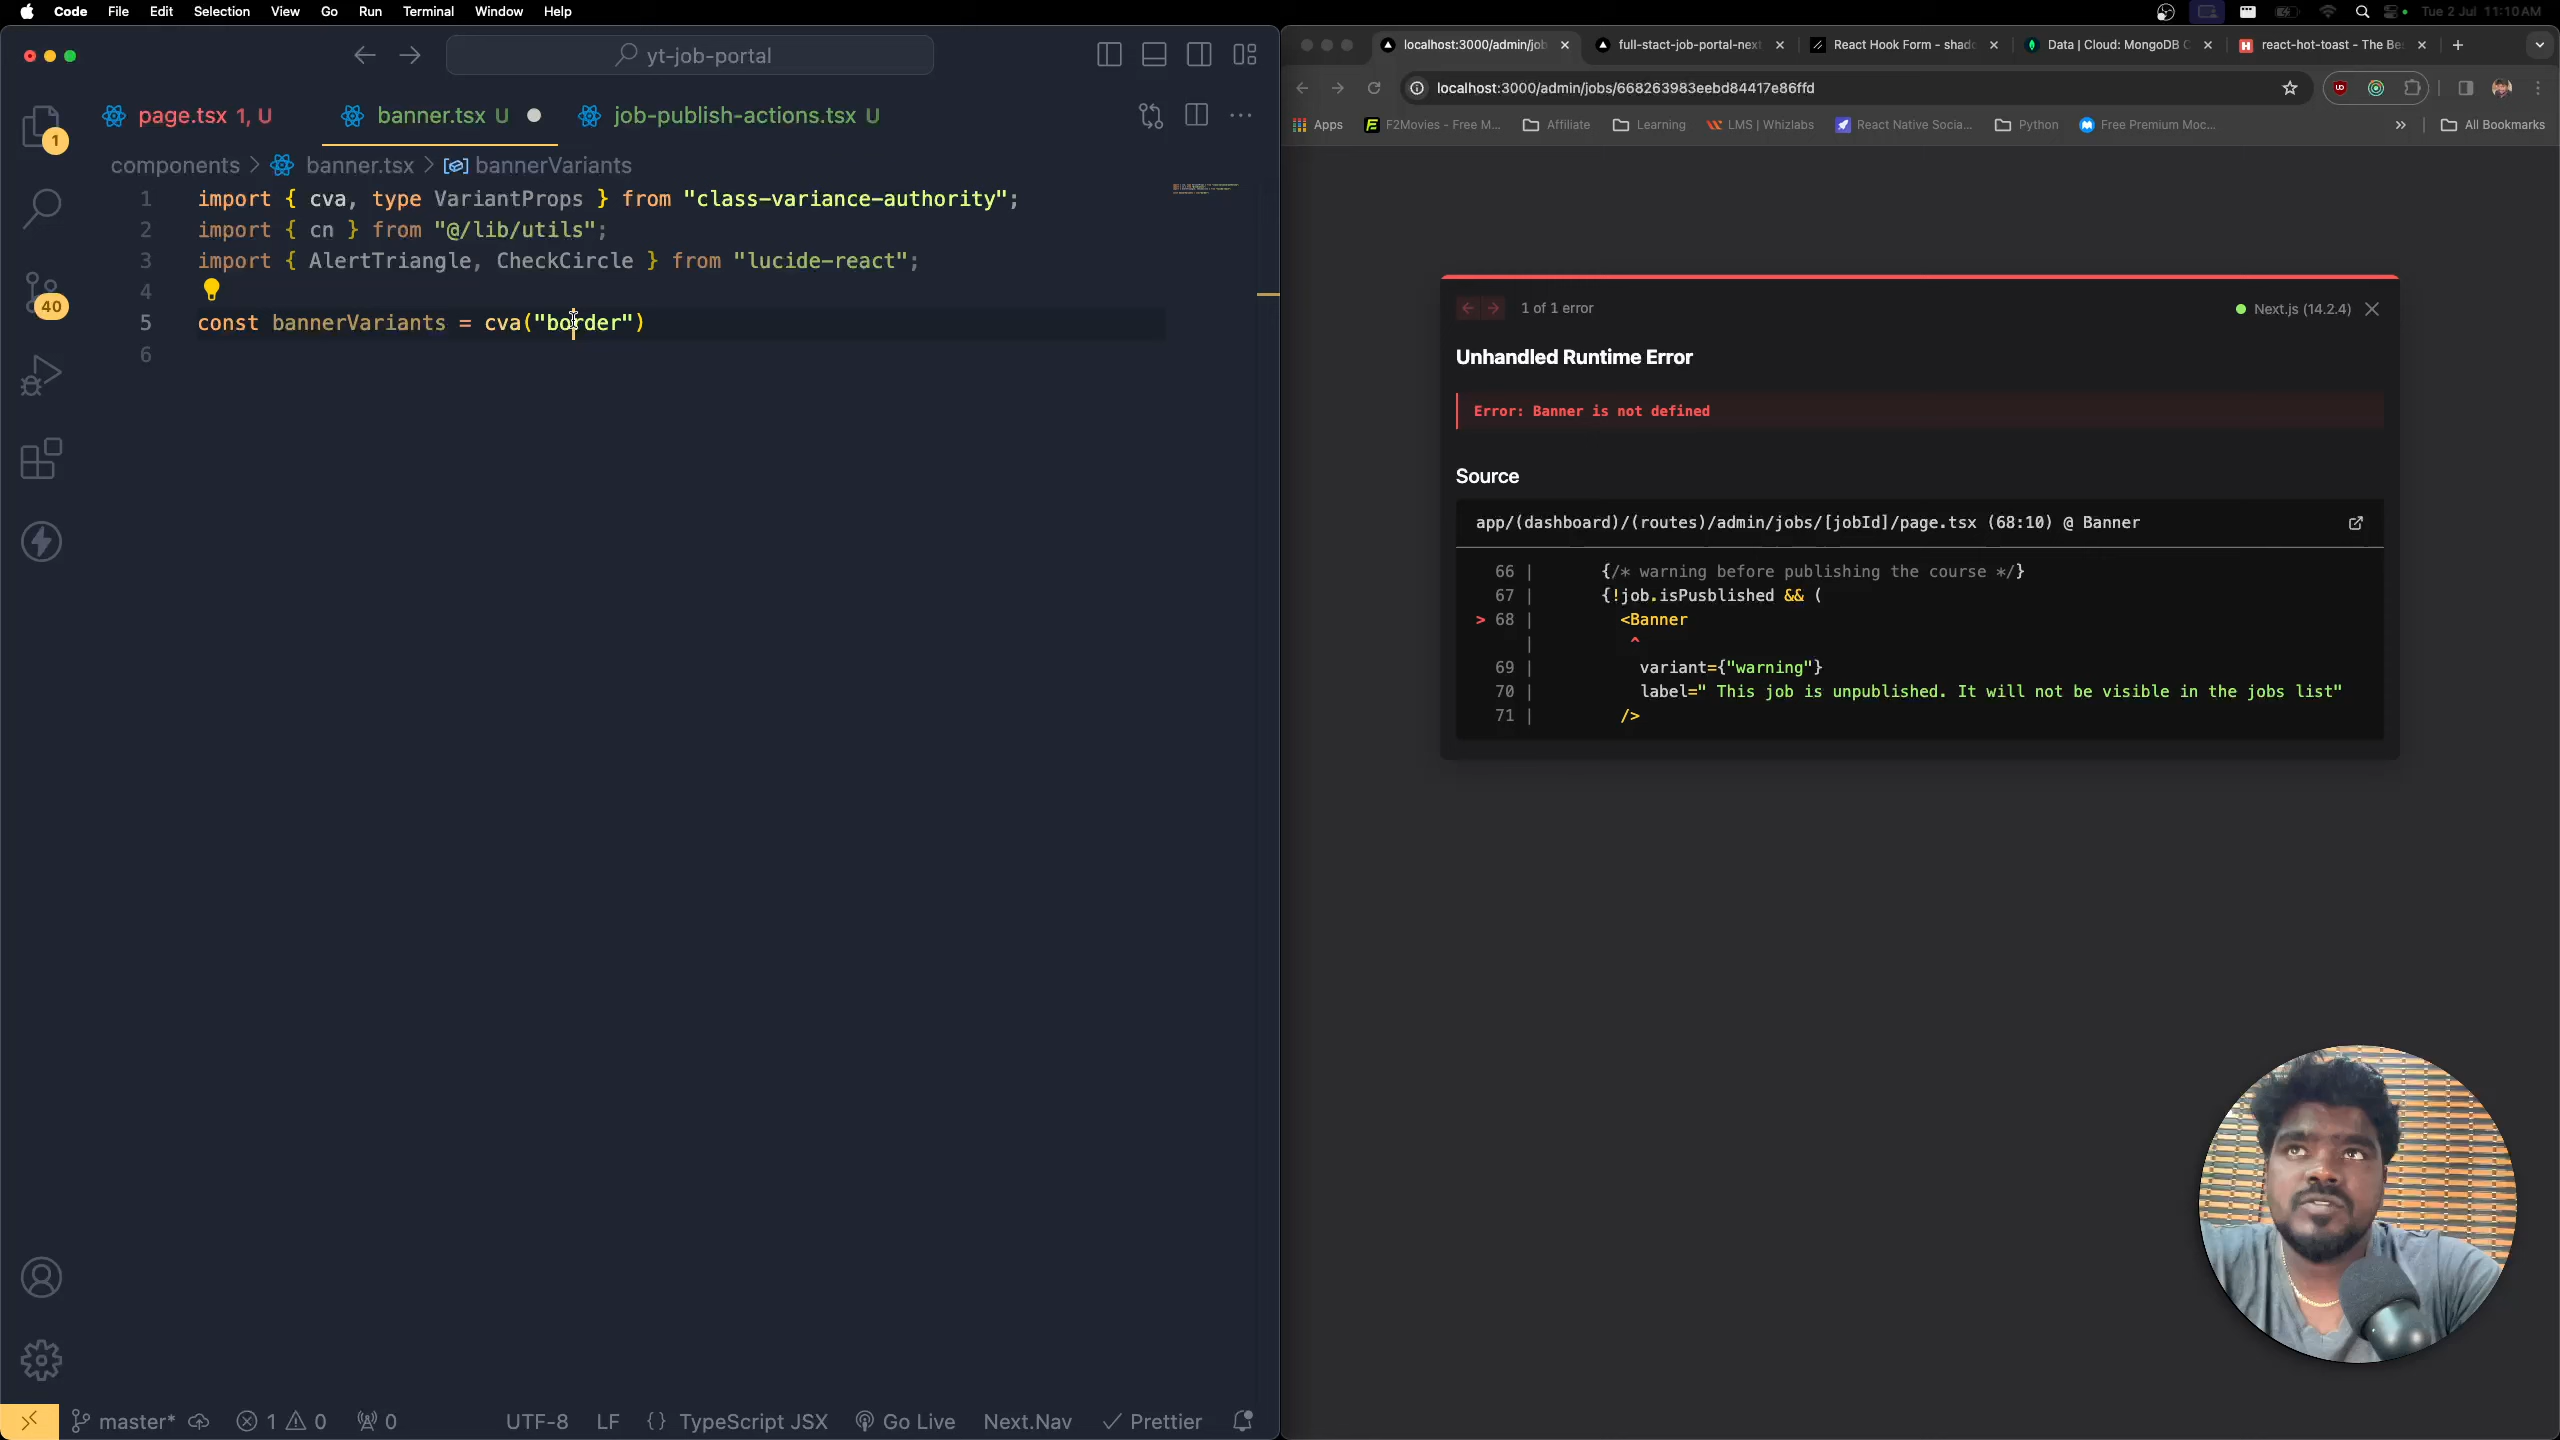 Code File Edit Selection View Go Run Terminal Window Help
Tue 2 Jul 11:10 AM
yt-job-portal
page.tsx 1, U
banner.tsx U
job-publish-actions.tsx U
components > banner.tsx > bannerVariants
1 import { cva, type VariantProps } from "class-variance-authority";
2 import { cn } from "@/lib/utils";
3 import { AlertTriangle, CheckCircle } from "lucide-react";
4
5 const bannerVariants = cva("border")
6
1
40
master* 1 0 0 UTF-8 LF {} TypeScript JSX Go Live Next.Nav Prettier
localhost:3000/admin/job
full-stact-job-portal-next
React Hook Form - shad
Data | Cloud: MongoDB C
react-hot-toast - The Be
localhost:3000/admin/jobs/668263983eebd84417e86ffd
Apps F2Movies - Free M... Affiliate Learning LMS | Whizlabs React Native Socia... Python Free Premium Moc... » All Bookmarks
1 of 1 error
Next.js (14.2.4)
Unhandled Runtime Error
Error: Banner is not defined
Source
app/(dashboard)/(routes)/admin/jobs/[jobId]/page.tsx (68:10) @ Banner
66 | {/* warning before publishing the course */}
67 | {!job.isPusblished && (
> 68 | <Banner
| ^
69 | variant={"warning"}
70 | label=" This job is unpublished. It will not be visible in the jobs list"
71 | />